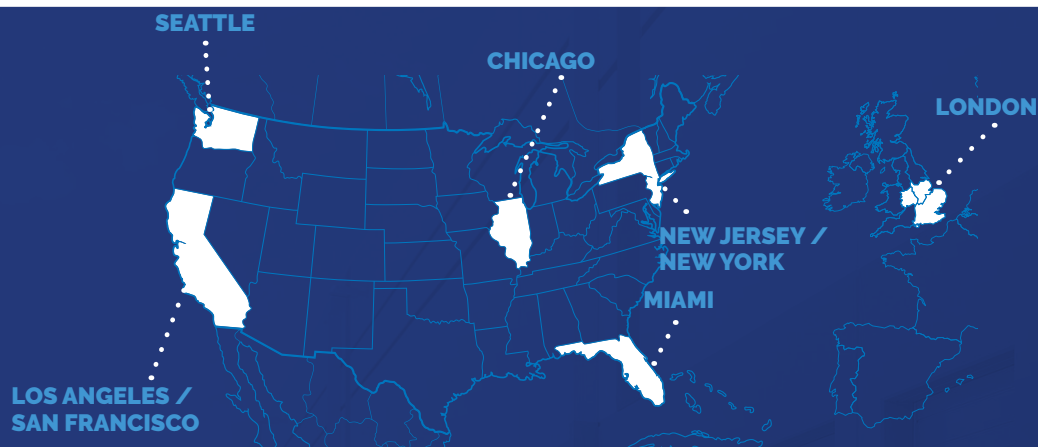 SEATTLE
CHICAGO
LONDON
NEW JERSEY /
NEW YORK
MIAMI
LOS ANGELES /
SAN FRANCISCO